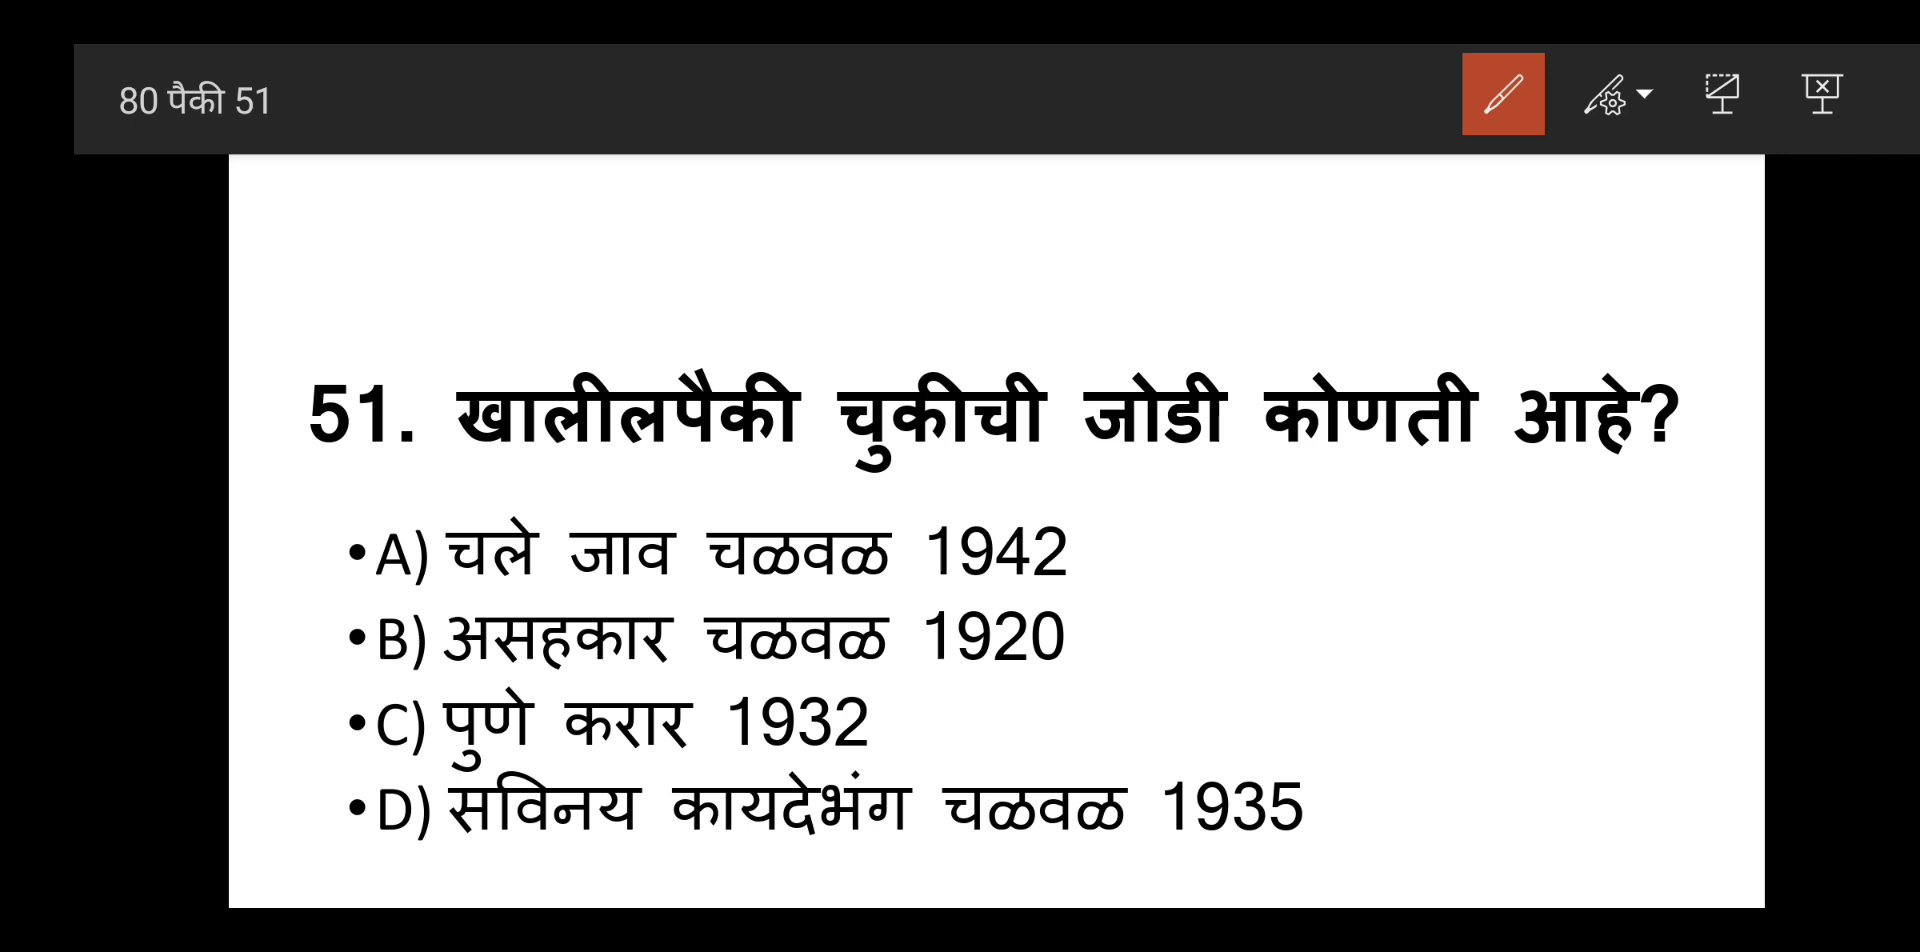 80 पैकी 51
51. खालीलपैकी चुकीची जोडी कोणती आहे?
•A) चले जाव चळवळ 1942
•B) असहकार चळवळ 1920
•C) पुणे करार 1932
•D) सविनय कायदेभंग चळवळ 1935